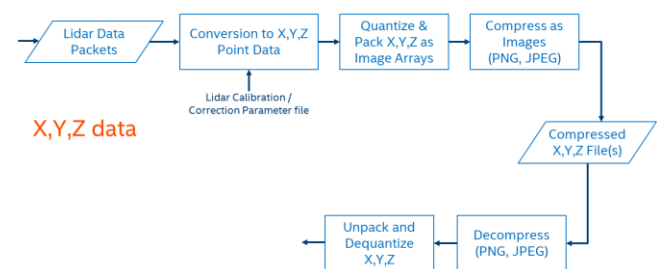 Lidar Data
Packets
Conversion to X,Y,Z
Point Data
Quantize &
Pack X,Y,Z as
Image Arrays
Compress as
Images
(PNG, JPEG)
Lidar Calibration /
Correction Parameter file
X,Y,Z data
Compressed
X,Y,Z File(s)
Unpack and
Dequantize
X,Y,Z
Decompress
(PNG, JPEG)